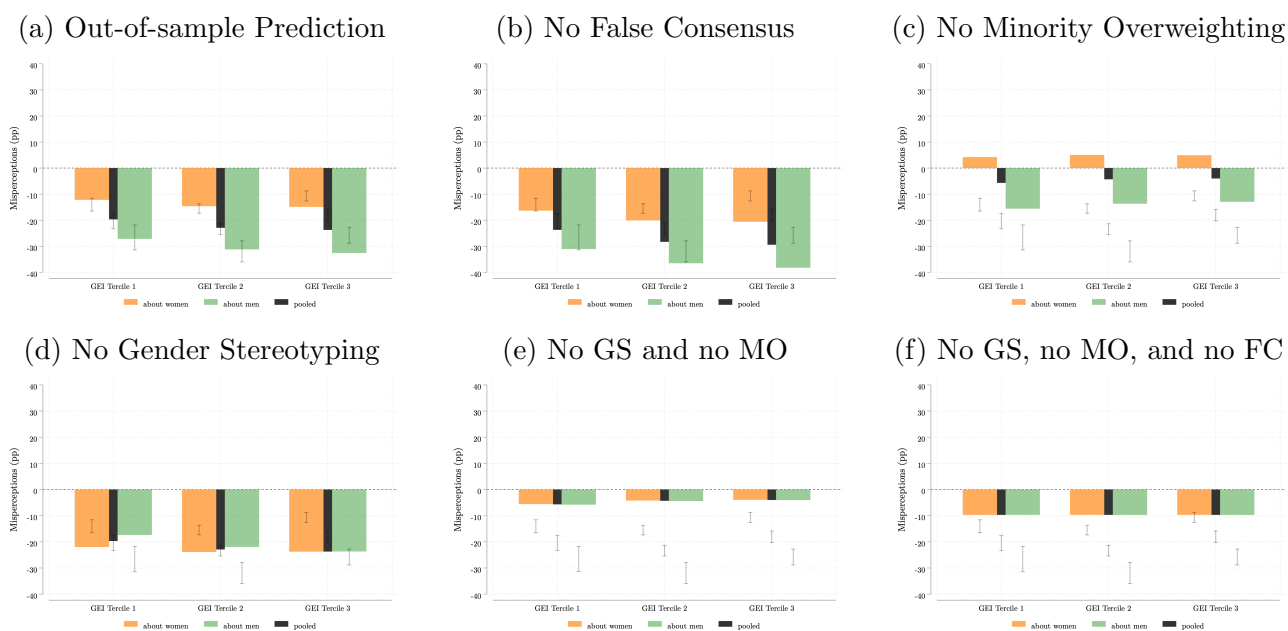 (a) Out-of-sample Prediction
(b) No False Consensus
(c) No Minority Overweighting
Misperceptions (pp)
40
30
20
10
0
-10
-20
-30
-40
GEI Tercile 1 GEI Tercile 2 GEI Tercile 3
about women about men pooled
Misperceptions (pp)
40
30
20
10
0
-10
-20
-30
-40
GEI Tercile 1 GEI Tercile 2 GEI Tercile 3
about women about men pooled
Misperceptions (pp)
40
30
20
10
0
-10
-20
-30
-40
GEI Tercile 1 GEI Tercile 2 GEI Tercile 3
about women about men pooled
(d) No Gender Stereotyping
(e) No GS and no MO
(f) No GS, no MO, and no FC
Misperceptions (pp)
40
30
20
10
0
-10
-20
-30
-40
GEI Tercile 1 GEI Tercile 2 GEI Tercile 3
about women about men pooled
Misperceptions (pp)
40
30
20
10
0
-10
-20
-30
-40
GEI Tercile 1 GEI Tercile 2 GEI Tercile 3
about women about men pooled
Misperceptions (pp)
40
30
20
10
0
-10
-20
-30
-40
GEI Tercile 1 GEI Tercile 2 GEI Tercile 3
about women about men pooled